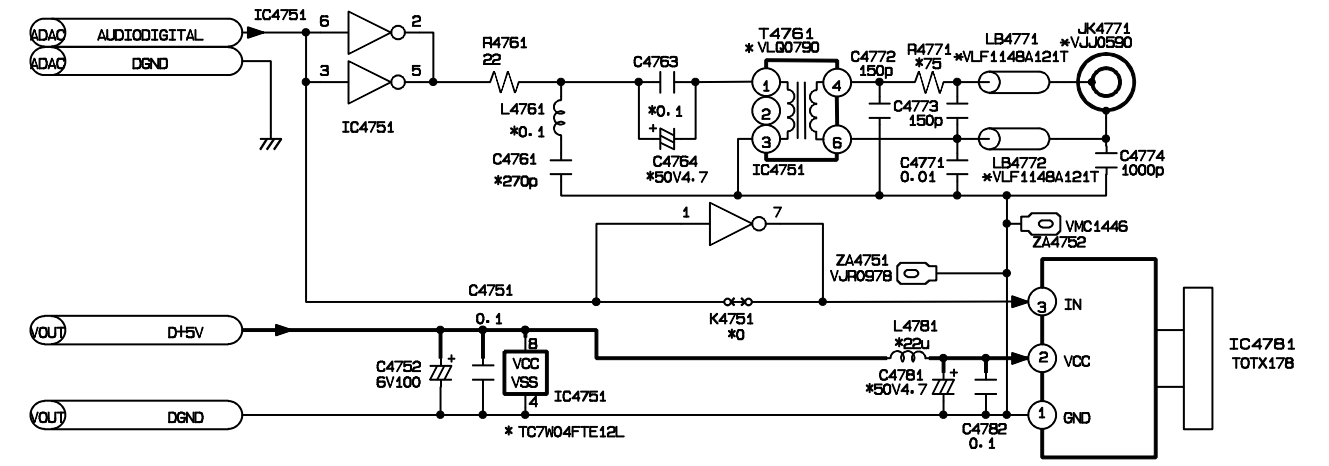 ADAC AUDIODIGITAL
ADAC DGND
IC4751
6
2
3
5
IC4751
R4761
22
L4761
*0.1
C4761
*270p
C4763
*0.1
+
C4764
*50V4.7
T4761
* VLQ0790
1
2
3
4
6
IC4751
C4772
150p
R4771
*75
C4773
150p
C4771
0.01
LB4771
*VLF1148A121T
LB4772
*VLF1148A121T
JK4771
*VJJ0590
C4774
1000p
1
7
VMC1446
ZA4752
ZA4751
VJR0978
C4751
0.1
K4751
*0
VOUT D+5V
VOUT DGND
C4752
6V100
+
8
VCC
VSS
4
IC4751
* TC7W04FTE12L
L4781
*22u
C4781
*50V4.7
+
C4782
0.1
3 IN
2 VCC
1 GND
IC4781
TOTX178